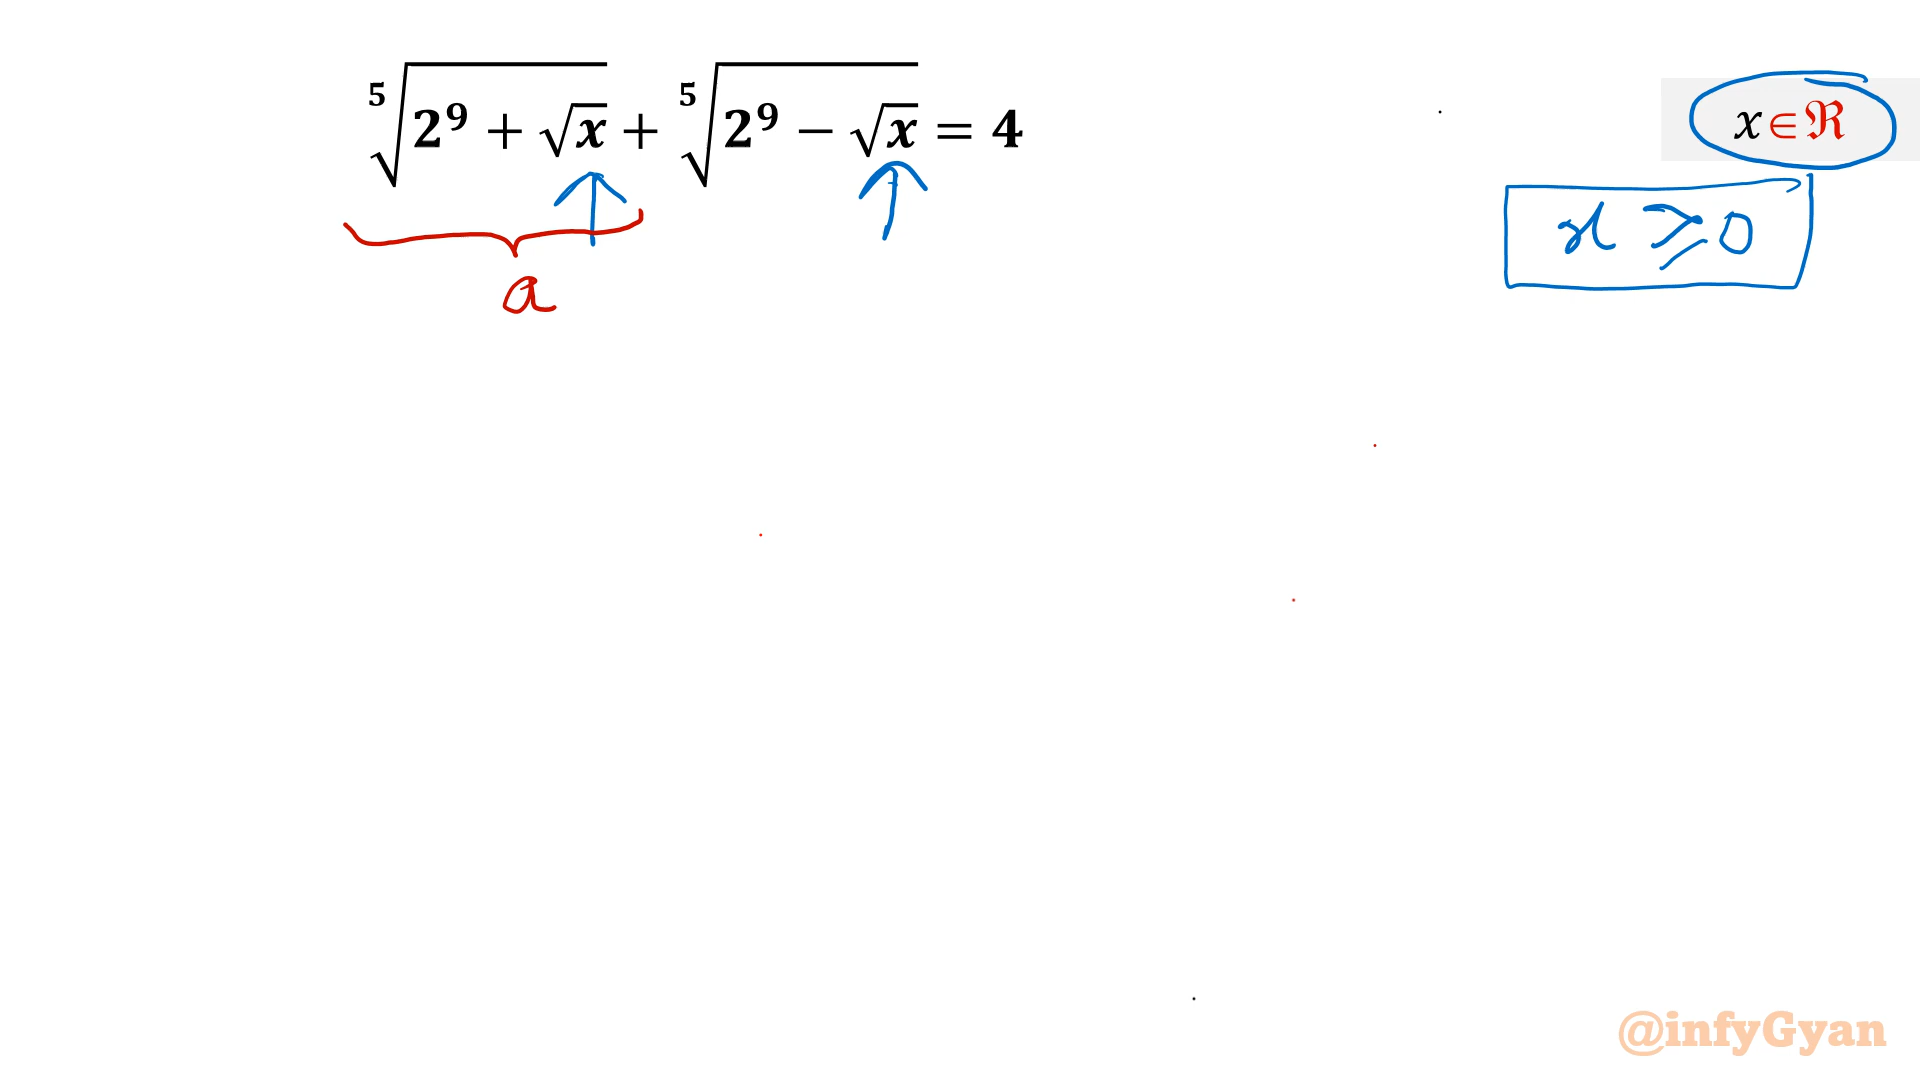 ⁵√(2⁹ + √x) + ⁵√(2⁹ − √x) = 4
x ∈ ℜ
x ⩾ 0
a
@infyGyan